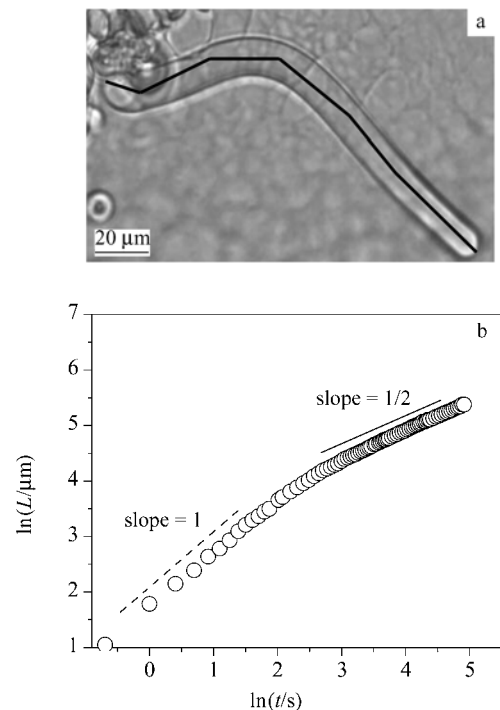 a
20 μm
b
7
6
5
4
3
2
1
ln(L/μm)
slope = 1/2
slope = 1
0
1
2
3
4
5
ln(t/s)